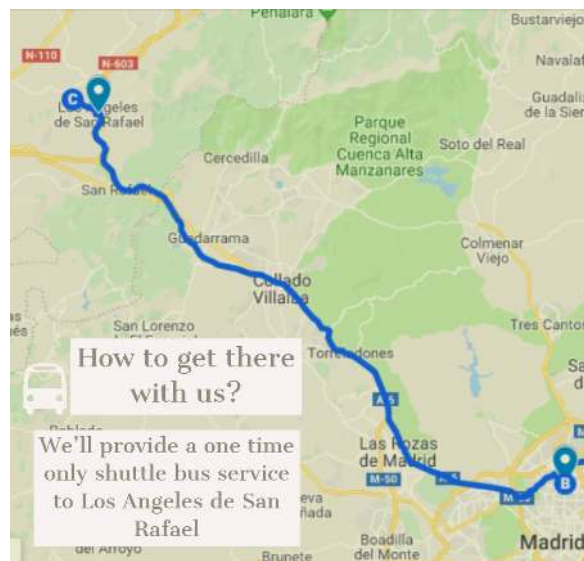 Peñalara
Bustarviejo
N-110
N-603
Navalaf
C
Los Angeles
de San Rafael
Guadali
de la Sier
Parque
Regional
Cuenca Alta
Manzanares
Soto del Real
Cercedilla
San Rafael
Guadarrama
Colmenar
Viejo
Collado
Villalba
San Lorenzo
Tres Cantos
How to get there
with us?
Torrelodones
A-6
We'll provide a one time
only shuttle bus service
to Los Angeles de San
Rafael
Las Rozas
de Madrid
M-50
B
Madrid
del Arroyo
Brunete
Boadilla
del Monte